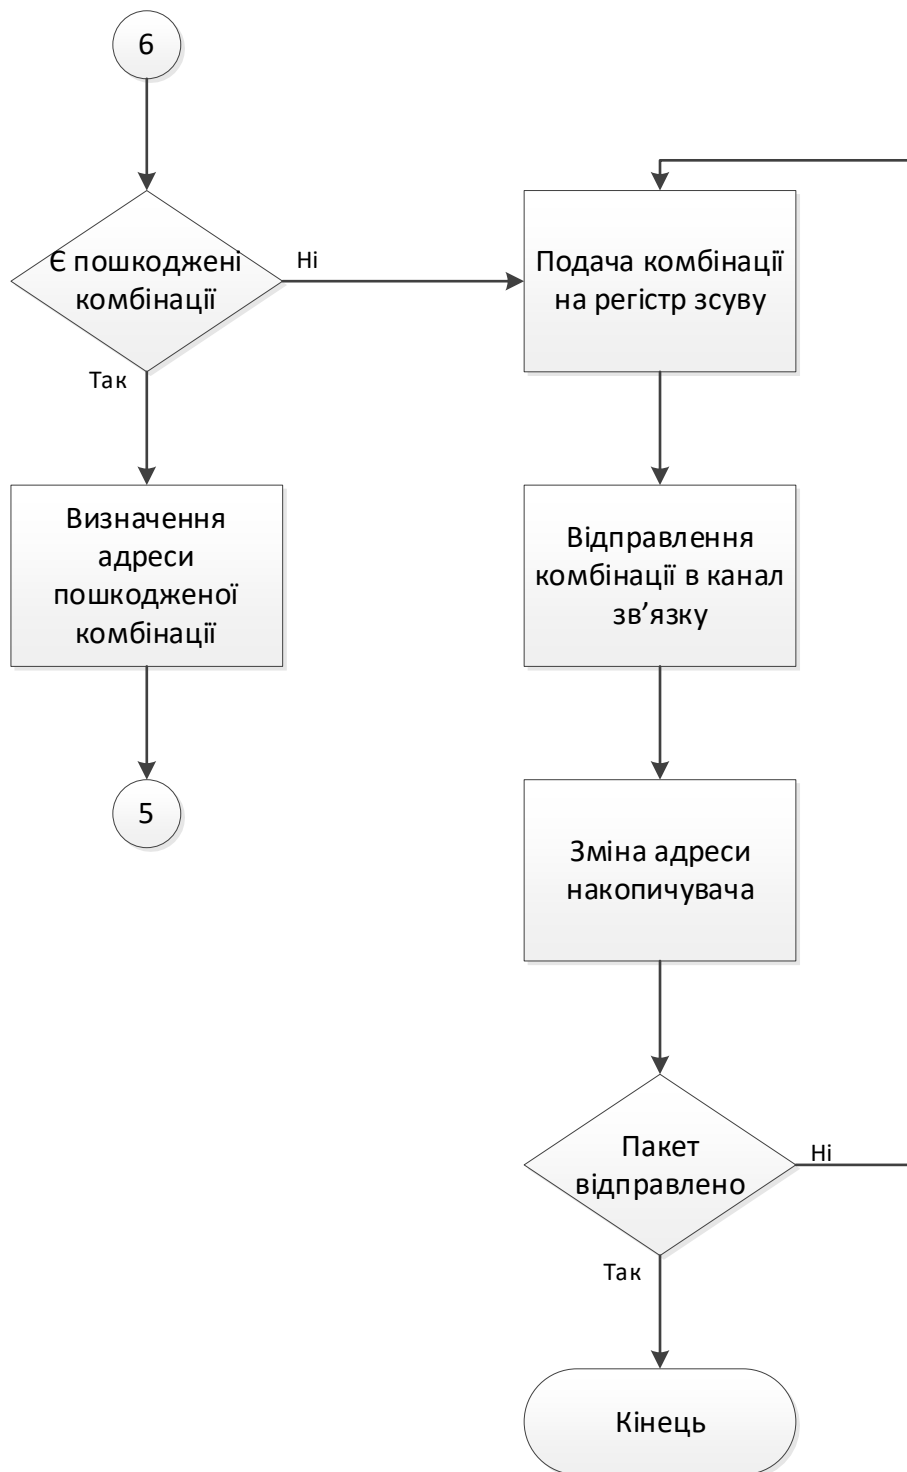 6
Є пошкоджені
комбінації
Ні
Так
Визначення
адреси
пошкодженої
комбінації
5
Подача комбінації
на регістр зсуву
Відправлення
комбінації в канал
зв’язку
Зміна адреси
накопичувача
Пакет
відправлено
Ні
Так
Кінець